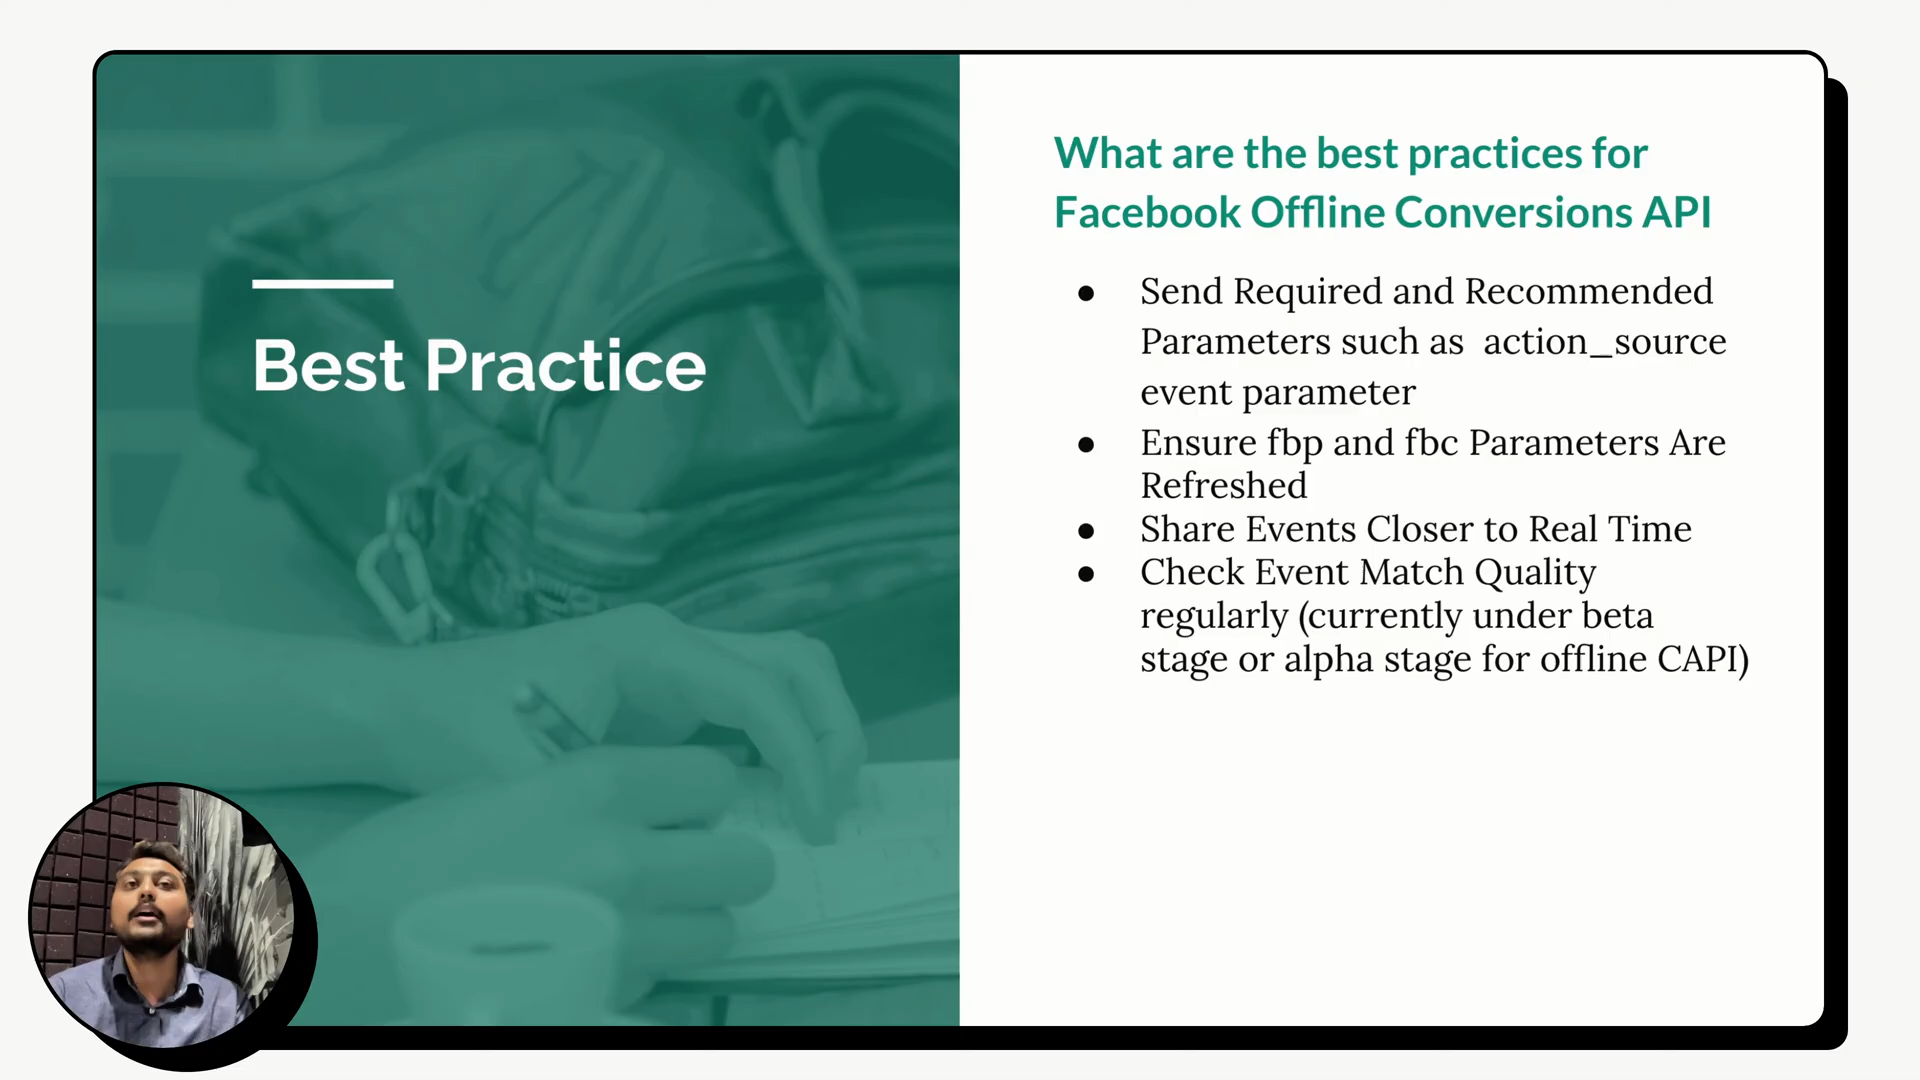 Best Practice
What are the best practices for
Facebook Offline Conversions API
● Send Required and Recommended
Parameters such as  action_source
event parameter
● Ensure fbp and fbc Parameters Are
Refreshed
● Share Events Closer to Real Time
● Check Event Match Quality
regularly (currently under beta
stage or alpha stage for offline CAPI)